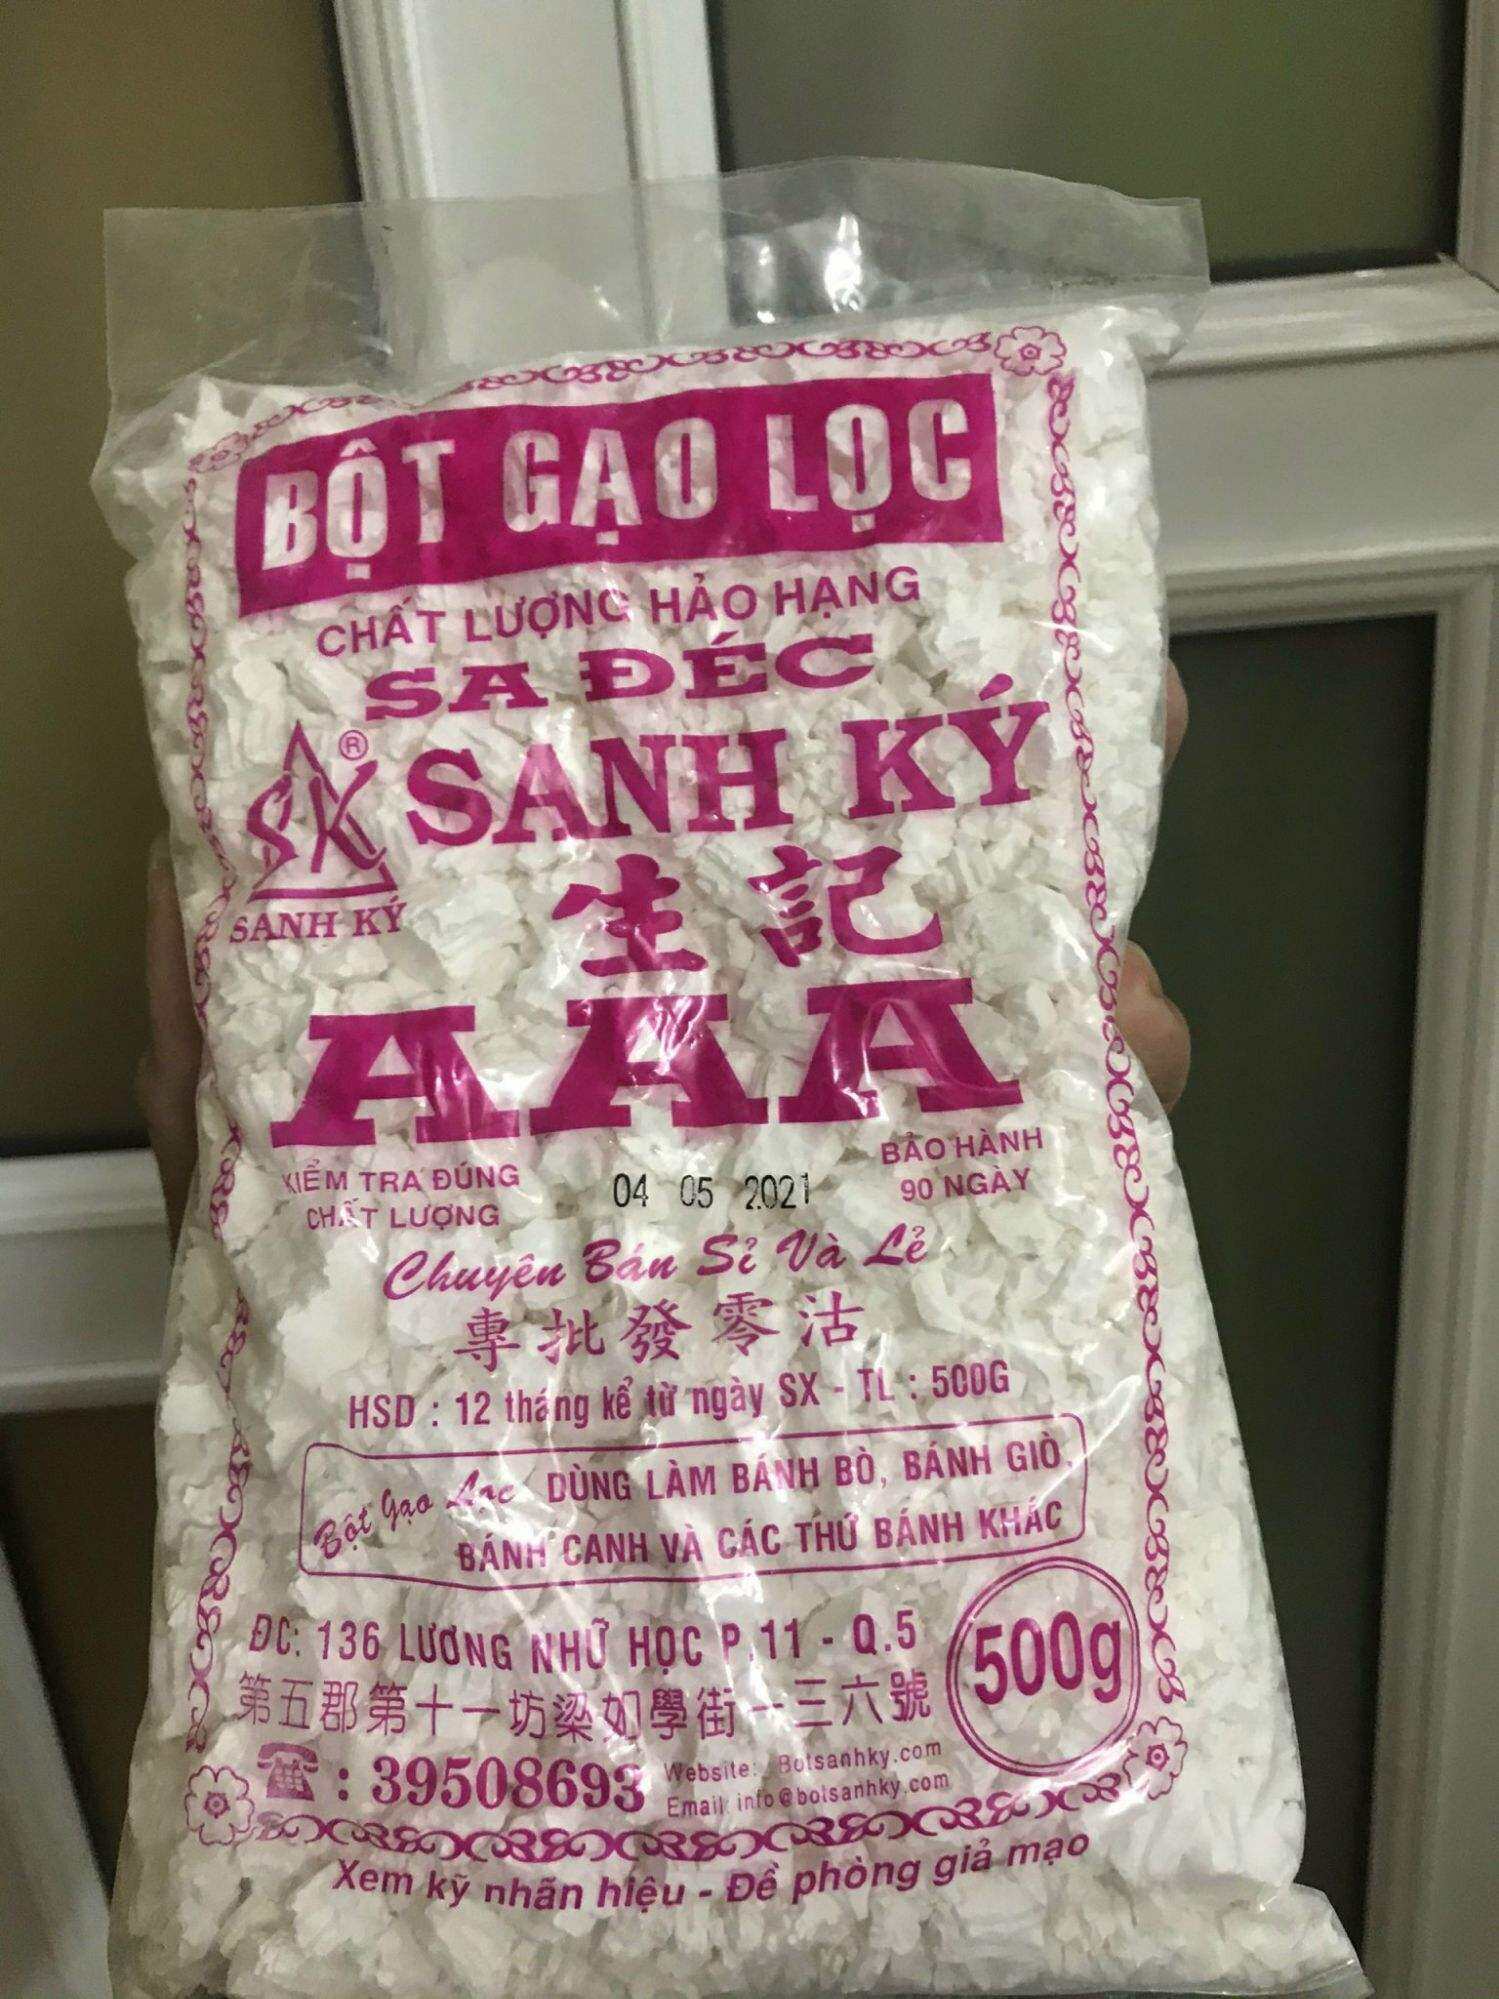 BỘT GẠO LỌC
CHẤT LƯỢNG HẢO HẠNG
SA ĐÉC
SK ®
SANH KÝ
SANH KÝ
生記
AAA
KIỂM TRA ĐÚNG
CHẤT LƯỢNG
04 05 2021
BẢO HÀNH
90 NGÀY
Chuyên Bán Sỉ Và Lẻ
專批發零沽
HSD : 12 tháng kể từ ngày SX - TL : 500G
Bột Gạo Lọc DÙNG LÀM BÁNH BÒ, BÁNH GIÒ,
BÁNH CANH VÀ CÁC THỨ BÁNH KHÁC
ĐC: 136 LƯƠNG NHỮ HỌC P.11 - Q.5
第五郡第十一坊梁如學街一三六號
500g
☎ : 39508693
Website: Botsanhky.com
Email: info@botsanhky.com
Xem kỹ nhãn hiệu - Đề phòng giả mạo